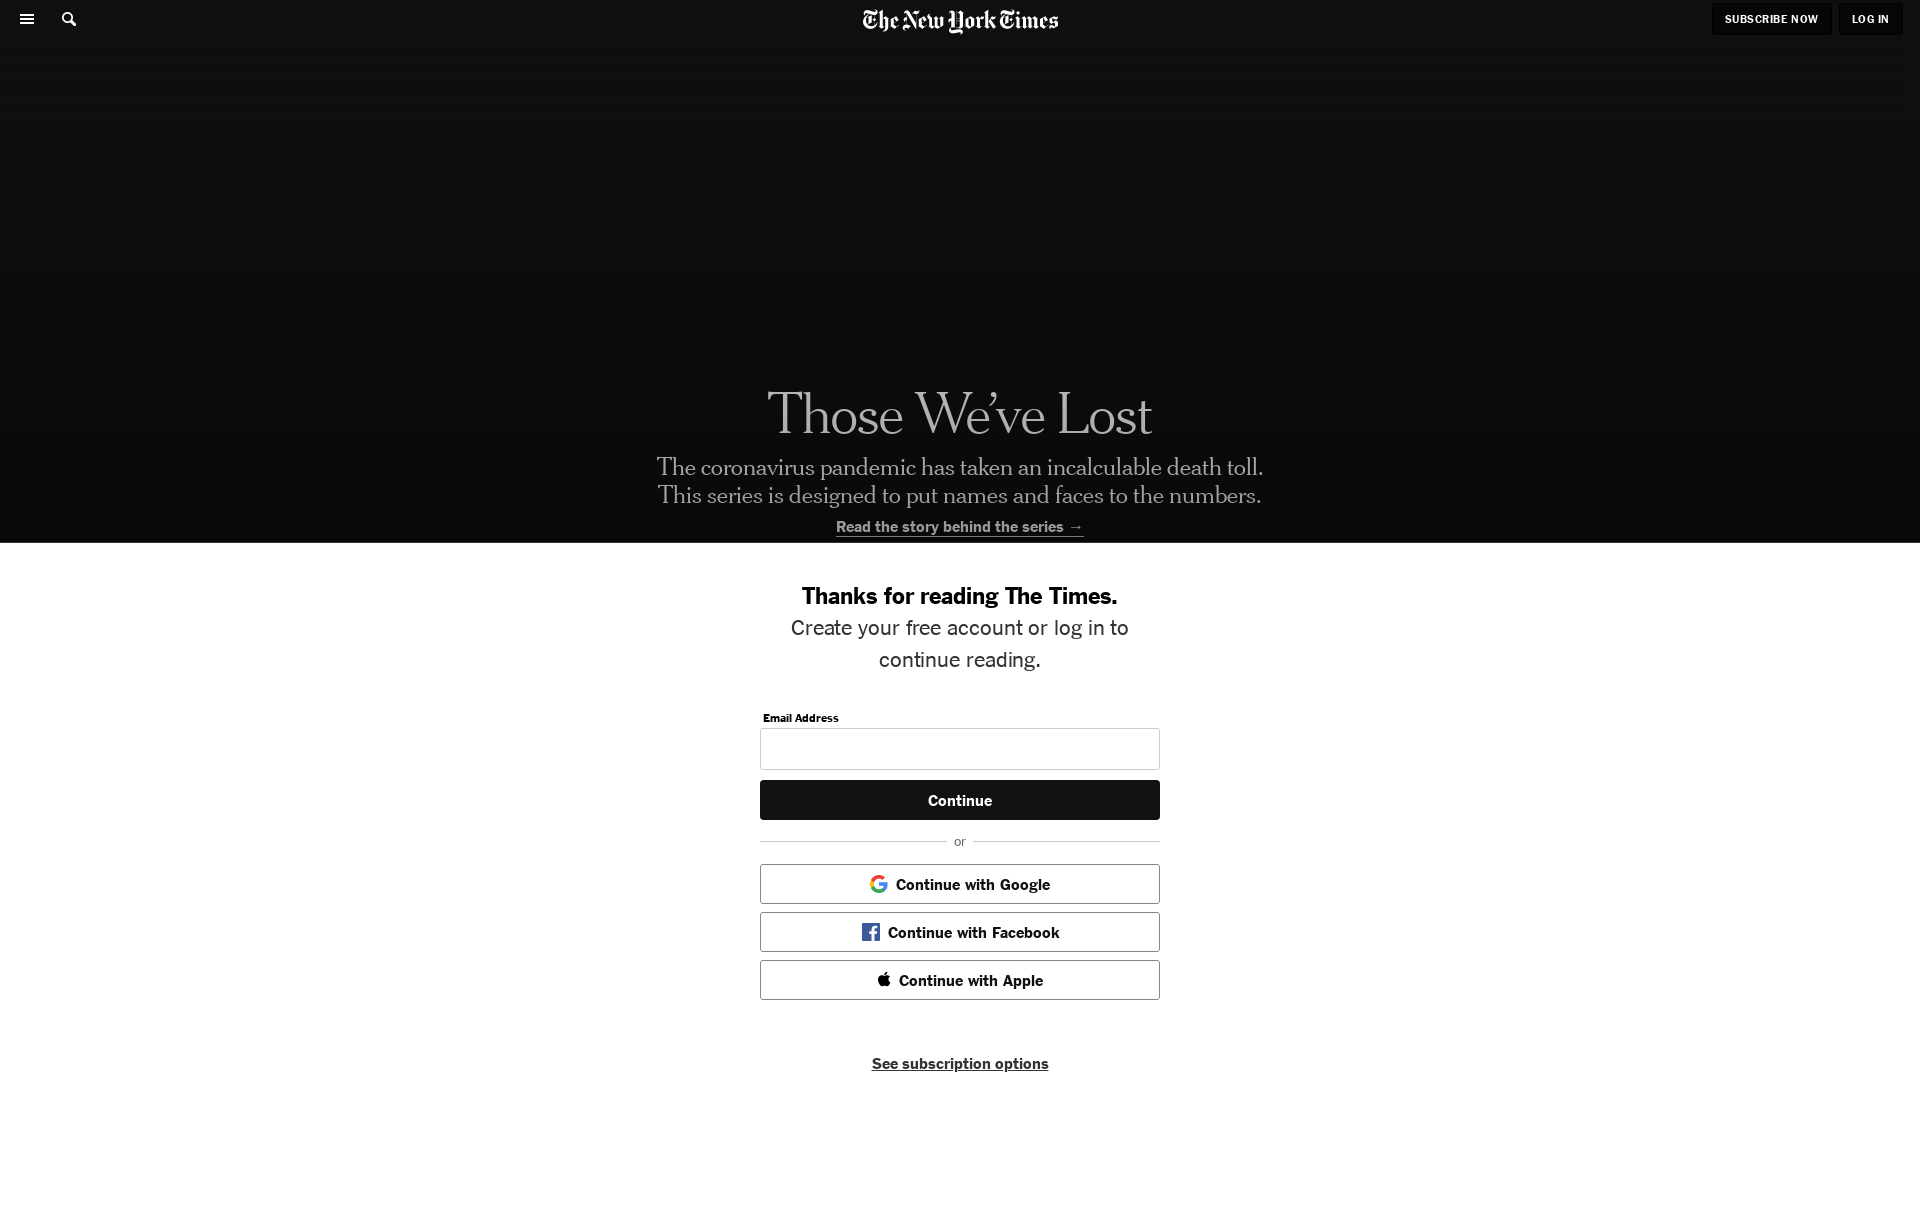 The New York Times
SUBSCRIBE NOW
LOG IN
Those We’ve Lost
The coronavirus pandemic has taken an incalculable death toll.
This series is designed to put names and faces to the numbers.
Read the story behind the series →
Thanks for reading The Times.
Create your free account or log in to
continue reading.
Email Address
Continue
or
Continue with Google
Continue with Facebook
Continue with Apple
See subscription options